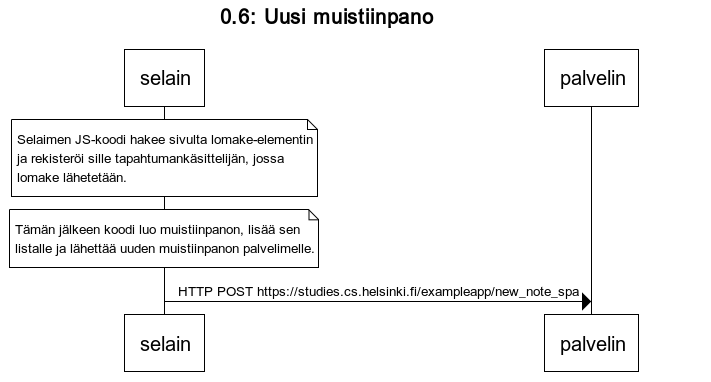 0.6: Uusi muistiinpano
selain
palvelin
Selaimen JS-koodi hakee sivulta lomake-elementin
ja rekisteröi sille tapahtumankäsittelijän, jossa
lomake lähetetään.
Tämän jälkeen koodi luo muistiinpanon, lisää sen
listalle ja lähettää uuden muistiinpanon palvelimelle.
HTTP POST https://studies.cs.helsinki.fi/exampleapp/new_note_spa
selain
palvelin